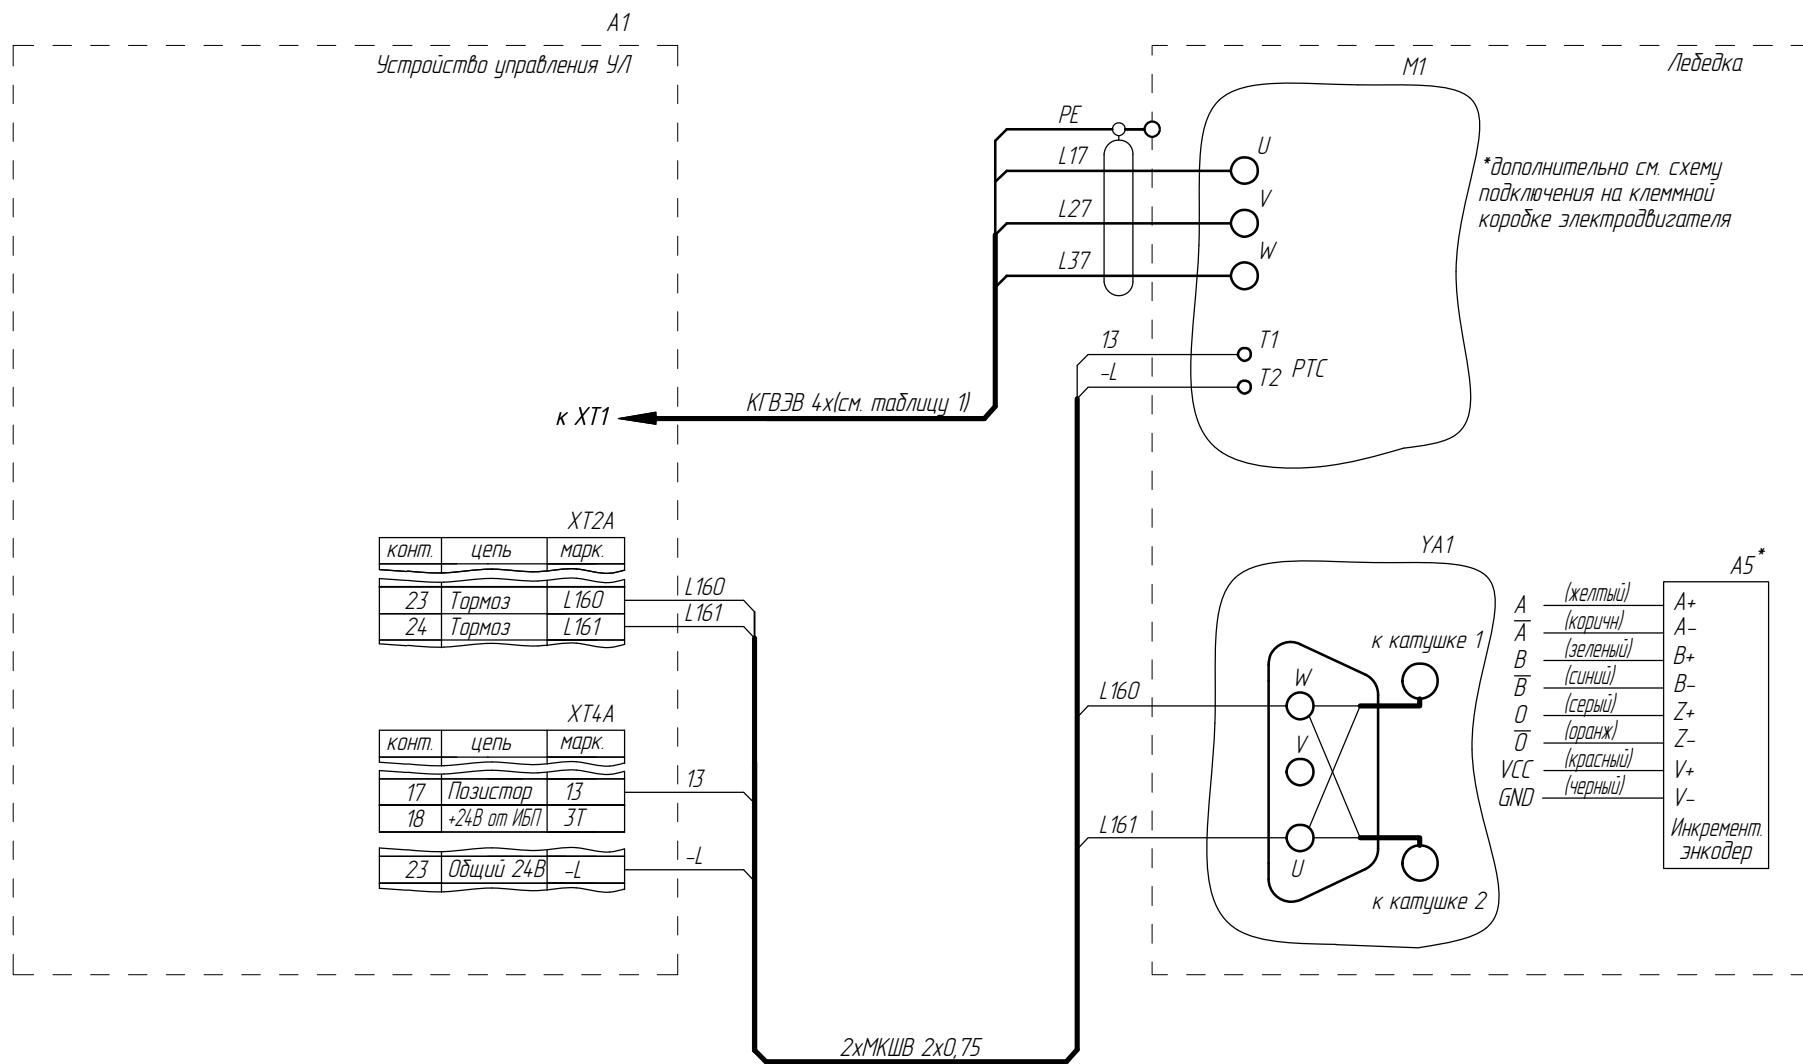 А1
Устройство управления УЛ
М1
Лебедка
PE
L17
L27
L37
U
V
W
*дополнительно см. схему
подключения на клеммной
коробке электродвигателя
13
-L
T1
T2
PTC
КГВЭВ 4х(см. таблицу 1)
к XT1
XT2A
конт. цепь марк.
23 Тормоз L160
24 Тормоз L161
L160
L161
XT4A
конт. цепь марк.
17 Позистор 13
18 +24В от ИБП 3Т
23 Общий 24В -L
13
-L
YA1
к катушке 1
W
V
U
к катушке 2
L160
L161
A5*
A (желтый) A+
A̅ (коричн) A-
B (зеленый) B+
B̅ (синий) B-
0 (серый) Z+
0̅ (оранж) Z-
VCC (красный) V+
GND (черный) V-
Инкремент.
энкодер
2хМКШВ 2х0,75